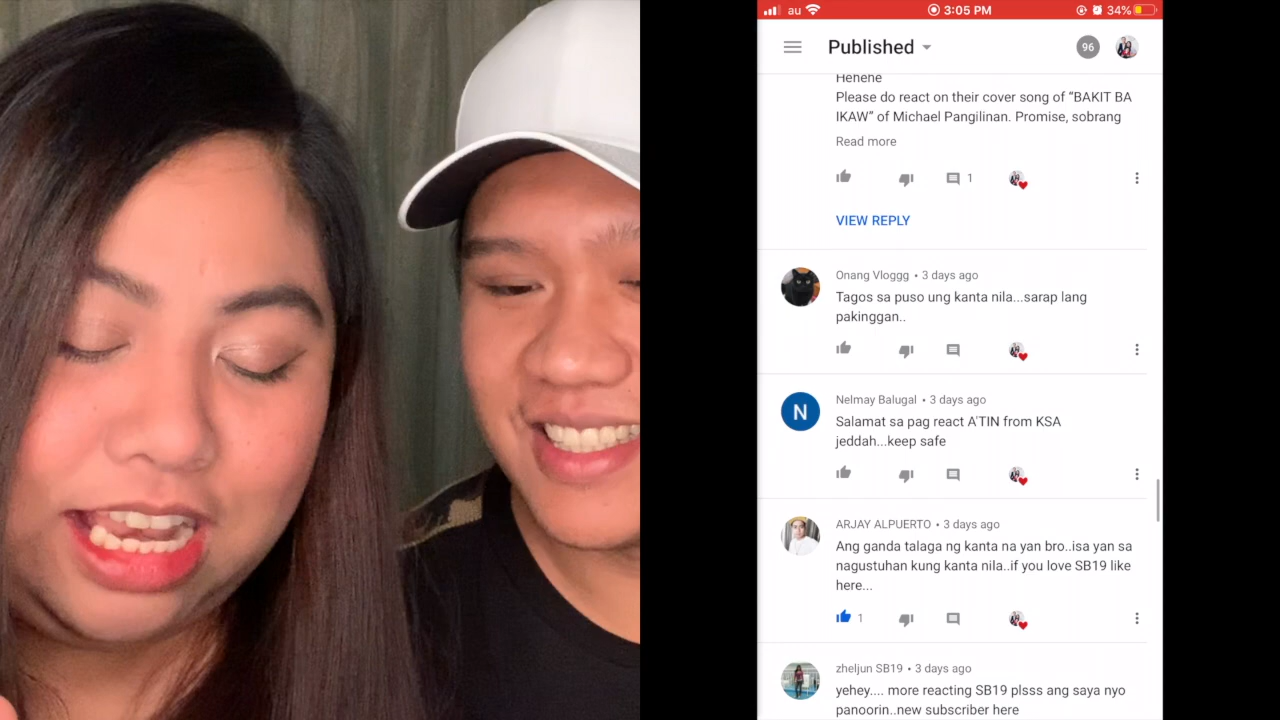 au
3:05 PM
34%
Published
96
Hehehe
Please do react on their cover song of “BAKIT BA
IKAW” of Michael Pangilinan. Promise, sobrang
Read more
1
VIEW REPLY
Onang Vloggg • 3 days ago
Tagos sa puso ung kanta nila...sarap lang
pakinggan..
N
Nelmay Balugal • 3 days ago
Salamat sa pag react A'TIN from KSA
jeddah...keep safe
ARJAY ALPUERTO • 3 days ago
Ang ganda talaga ng kanta na yan bro..isa yan sa
nagustuhan kung kanta nila..if you love SB19 like
here...
1
zheljun SB19 • 3 days ago
yehey.... more reacting SB19 plsss ang saya nyo
panoorin..new subscriber here